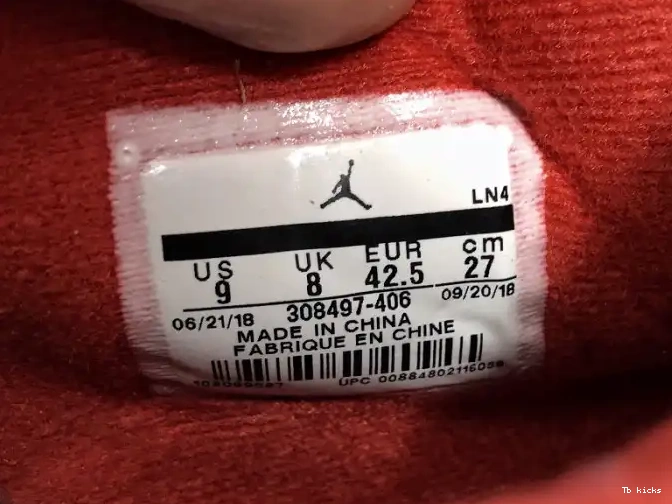 LN4
US UK EUR cm
9 8 42.5 27
06/21/18 308497-406 09/20/18
MADE IN CHINA
FABRIQUE EN CHINE
UPC 00884802115039
Tb kicks